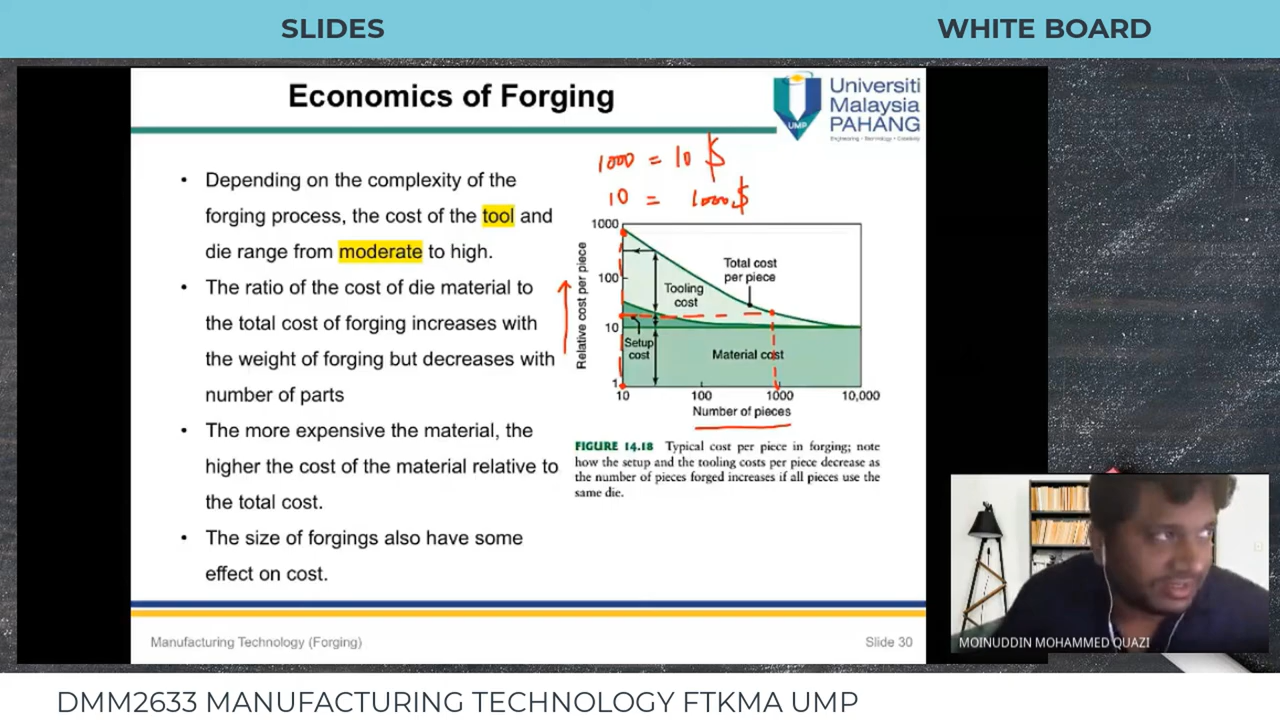 SLIDES
WHITE BOARD
Economics of Forging
UMP
Universiti
Malaysia
PAHANG
Engineering • Technology • Creativity
• Depending on the complexity of the
forging process, the cost of the tool and
die range from moderate to high.
• The ratio of the cost of die material to
the total cost of forging increases with
the weight of forging but decreases with
number of parts
• The more expensive the material, the
higher the cost of the material relative to
the total cost.
• The size of forgings also have some
effect on cost.
1000 = 10 $
10 = 1000 $
Relative cost per piece
1000
100
10
1
Total cost
per piece
Tooling
cost
Setup
cost
Material cost
10 100 1000 10,000
Number of pieces
FIGURE 14.18 Typical cost per piece in forging; note
how the setup and the tooling costs per piece decrease as
the number of pieces forged increases if all pieces use the
same die.
Manufacturing Technology (Forging)
Slide 30
MOINUDDIN MOHAMMED QUAZI
DMM2633 MANUFACTURING TECHNOLOGY FTKMA UMP